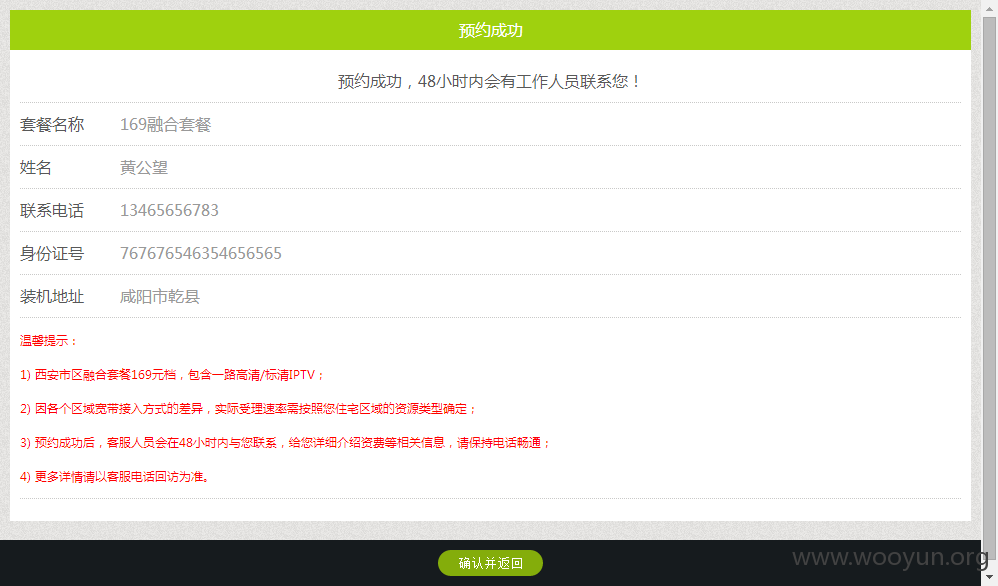 预约成功
预约成功，48小时内会有工作人员联系您！
套餐名称 169融合套餐
姓名 黄公望
联系电话 13465656783
身份证号 767676546354656565
装机地址 咸阳市乾县
温馨提示：
1) 西安市区融合套餐169元档，包含一路高清/标清IPTV；
2) 因各个区域宽带接入方式的差异，实际受理速率需按照您住宅区域的资源类型确定；
3) 预约成功后，客服人员会在48小时内与您联系，给您详细介绍资费等相关信息，请保持电话畅通；
4) 更多详情请以客服电话回访为准。
确认并返回
www.wooyun.org